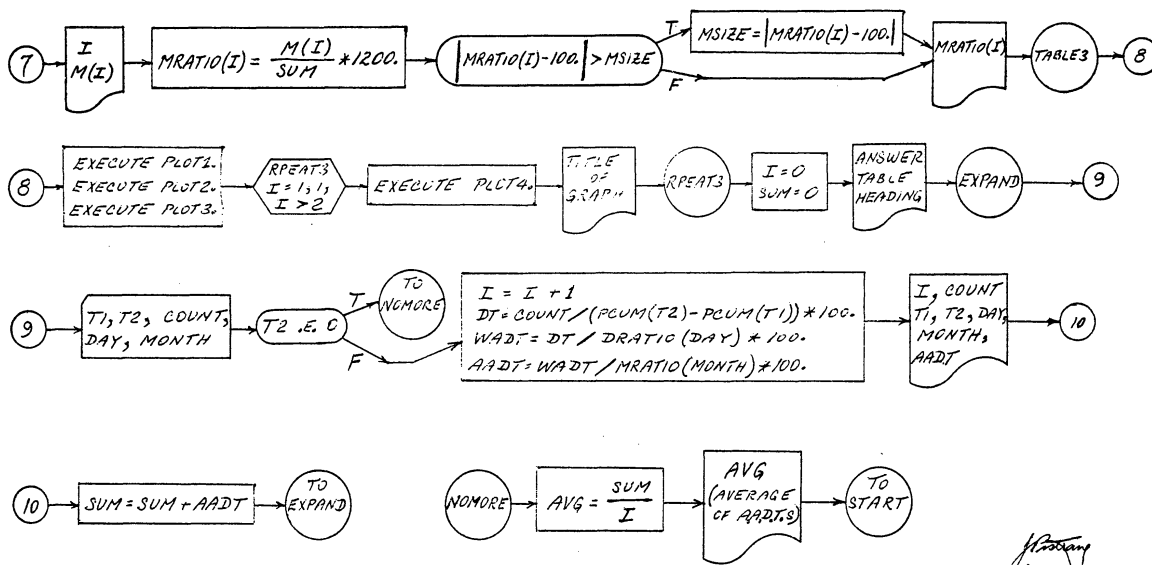 7
I
M(I)
MRATIO(I) = M(I)/SUM *1200.
|MRATIO(I)-100.| > MSIZE
T
F
MSIZE=|MRATIO(I)-100.|
MRATIO(I)
TABLE3
8
8
EXECUTE PLOT1.
EXECUTE PLOT2.
EXECUTE PLOT3.
RPEAT3
I=1,1,
I>2
EXECUTE PLOT4.
TITLE
OF
GRAPH
RPEAT3
I=0
SUM=0
ANSWER
TABLE
HEADING
EXPAND
9
9
T1, T2, COUNT,
DAY, MONTH
T2 .E. 0
T
F
TO
NOMORE
I = I + 1
DT=COUNT/(PCUM(T2)-PCUM(T1))*100.
WADT=DT/DRATIO(DAY)*100.
AADT=WADT/MRATIO(MONTH)*100.
I, COUNT
T1, T2, DAY,
MONTH,
AADT
10
10
SUM=SUM+AADT
TO
EXPAND
NOMORE
AVG = SUM/I
AVG
(AVERAGE
OF A.A.D.T.S)
TO
START